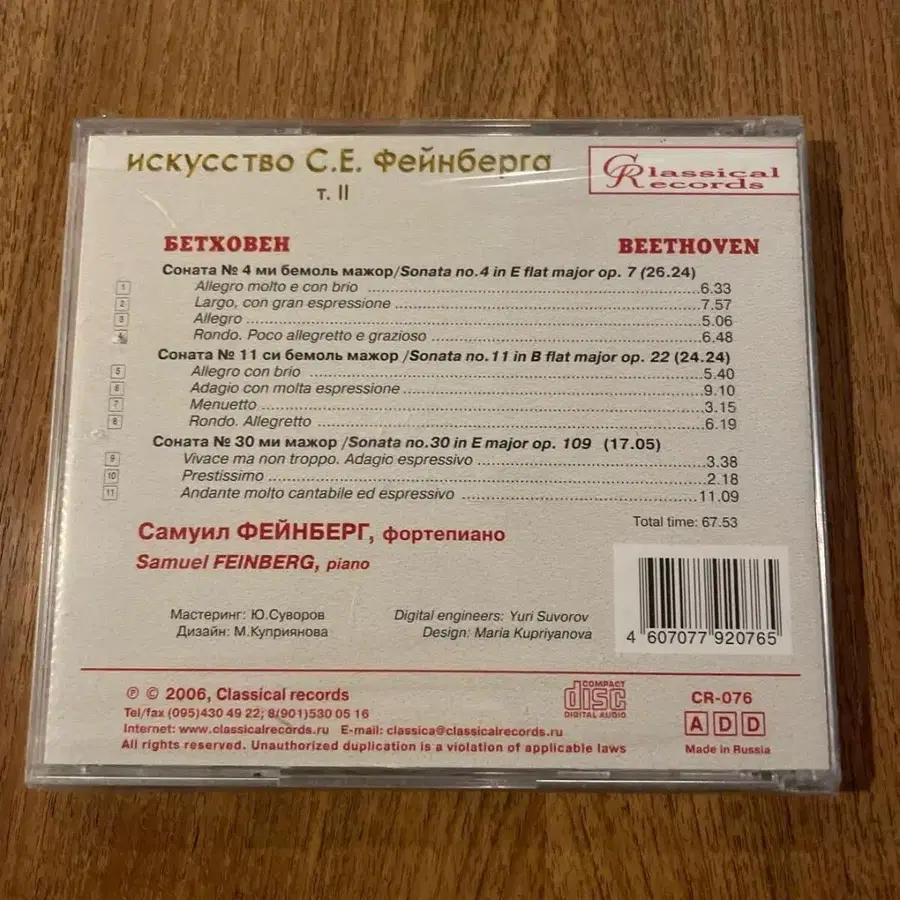 искусство С.Е. Фейнберга
т. II
Classical Records
БЕТХОВЕН BEETHOVEN
Соната № 4 ми бемоль мажор/Sonata no.4 in E flat major op. 7 (26.24)
1 Allegro molto e con brio 6.33
2 Largo, con gran espressione 7.57
3 Allegro 5.06
4 Rondo. Poco allegretto e grazioso 6.48
Соната № 11 си бемоль мажор /Sonata no.11 in B flat major op. 22 (24.24)
5 Allegro con brio 5.40
6 Adagio con molta espressione 9.10
7 Menuetto 3.15
8 Rondo. Allegretto 6.19
Соната № 30 ми мажор /Sonata no.30 in E major op. 109 (17.05)
9 Vivace ma non troppo. Adagio espressivo 3.38
10 Prestissimo 2.18
11 Andante molto cantabile ed espressivo 11.09
Total time: 67.53
Самуил ФЕЙНБЕРГ, фортепиано
Samuel FEINBERG, piano
Мастеринг: Ю.Суворов Digital engineers: Yuri Suvorov
Дизайн: М.Куприянова Design: Maria Kupriyanova
4 607077 920765
℗ © 2006, Classical records
Tel/fax (095)430 49 22; 8(901)530 05 16
Internet: www.classicalrecords.ru E-mail: classica@classicalrecords.ru
All rights reserved. Unauthorized duplication is a violation of applicable laws
COMPACT
disc
DIGITAL AUDIO
CR-076
ADD
Made in Russia